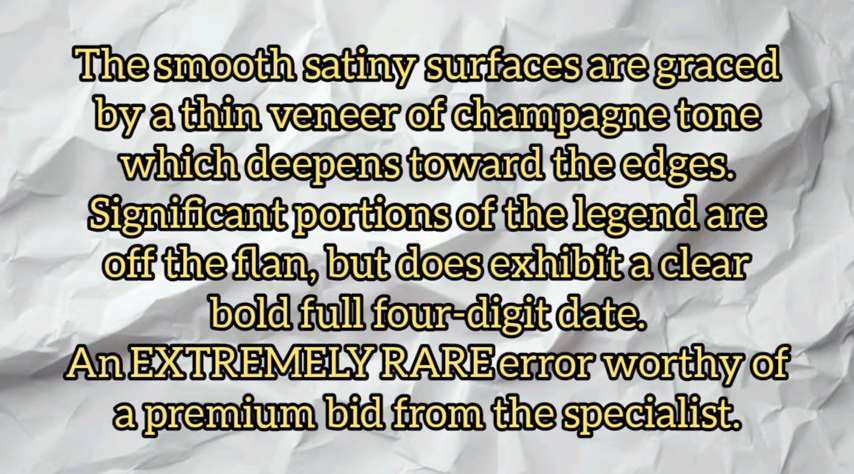 The smooth satiny surfaces are graced
by a thin veneer of champagne tone
which deepens toward the edges.
Significant portions of the legend are
off the flan, but does exhibit a clear
bold full four-digit date.
An EXTREMELY RARE error worthy of
a premium bid from the specialist.